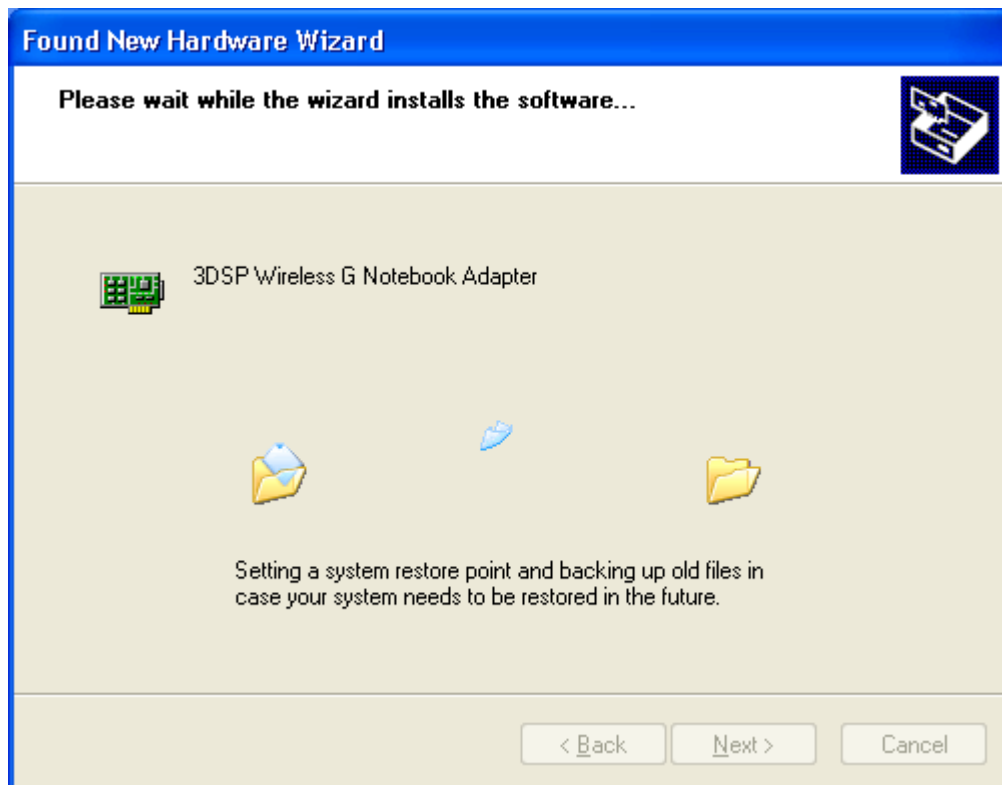 Found New Hardware Wizard
Please wait while the wizard installs the software...
3DSP Wireless G Notebook Adapter
Setting a system restore point and backing up old files in
case your system needs to be restored in the future.
< Back
Next >
Cancel